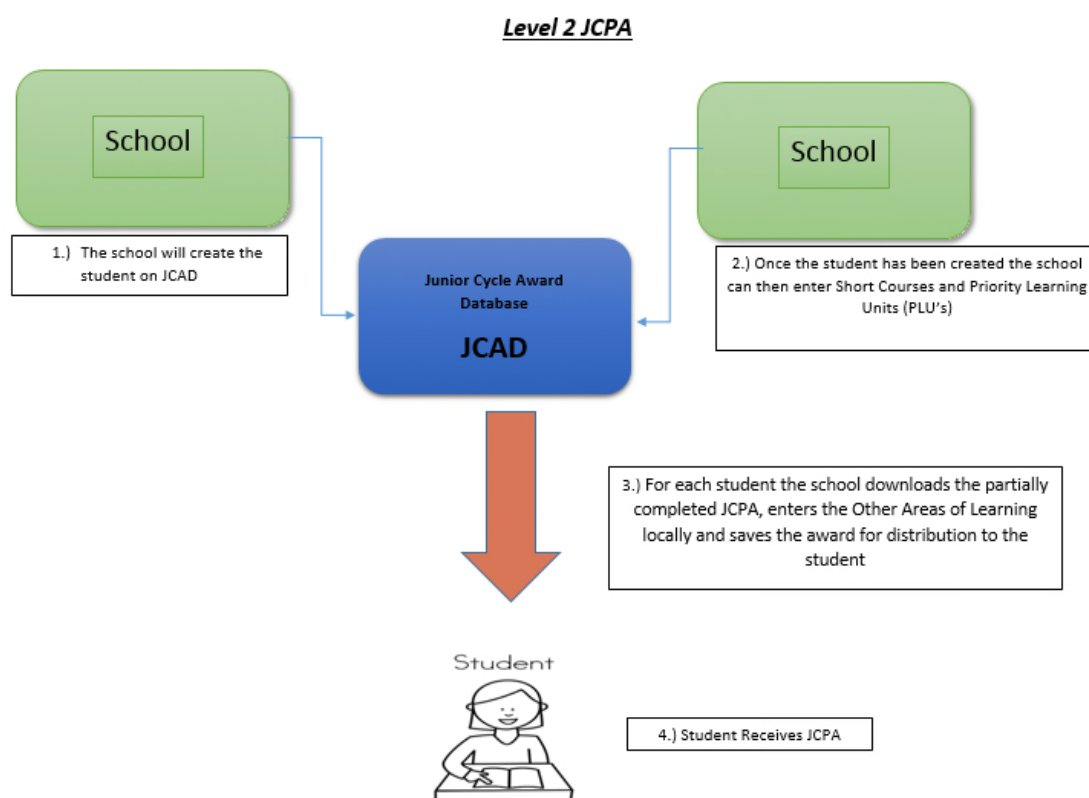 Level 2 JCPA
School
School
1.) The school will create the
student on JCAD
2.) Once the student has been created the school
can then enter Short Courses and Priority Learning
Units (PLU's)
Junior Cycle Award
Database
JCAD
3.) For each student the school downloads the partially
completed JCPA, enters the Other Areas of Learning
locally and saves the award for distribution to the
student
Student
4.) Student Receives JCPA